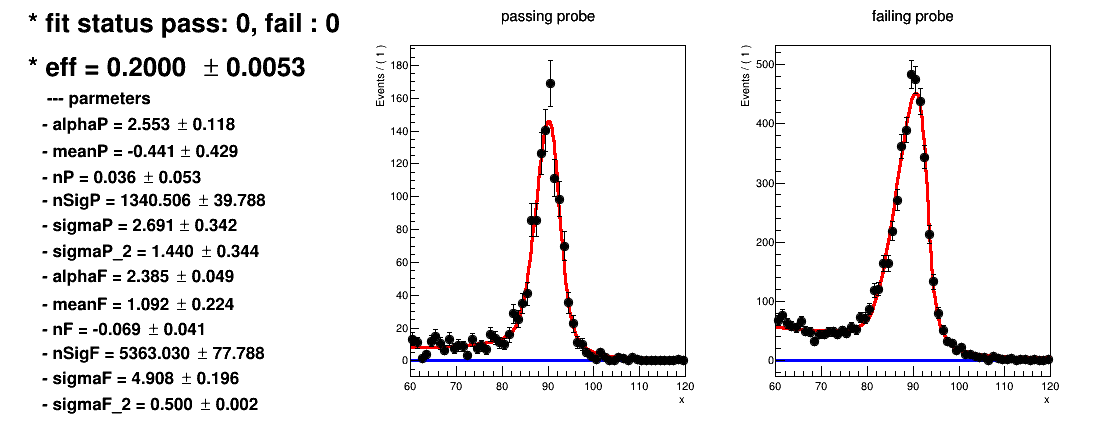 * fit status pass: 0, fail : 0
* eff = 0.2000 ± 0.0053
--- parmeters
- alphaP = 2.553 ± 0.118
- meanP = -0.441 ± 0.429
- nP = 0.036 ± 0.053
- nSigP = 1340.506 ± 39.788
- sigmaP = 2.691 ± 0.342
- sigmaP_2 = 1.440 ± 0.344
- alphaF = 2.385 ± 0.049
- meanF = 1.092 ± 0.224
- nF = -0.069 ± 0.041
- nSigF = 5363.030 ± 77.788
- sigmaF = 4.908 ± 0.196
- sigmaF_2 = 0.500 ± 0.002
passing probe
Events / ( 1 )
180
160
140
120
100
80
60
40
20
0
60 70 80 90 100 110 120
x
failing probe
Events / ( 1 )
500
400
300
200
100
0
60 70 80 90 100 110 120
x